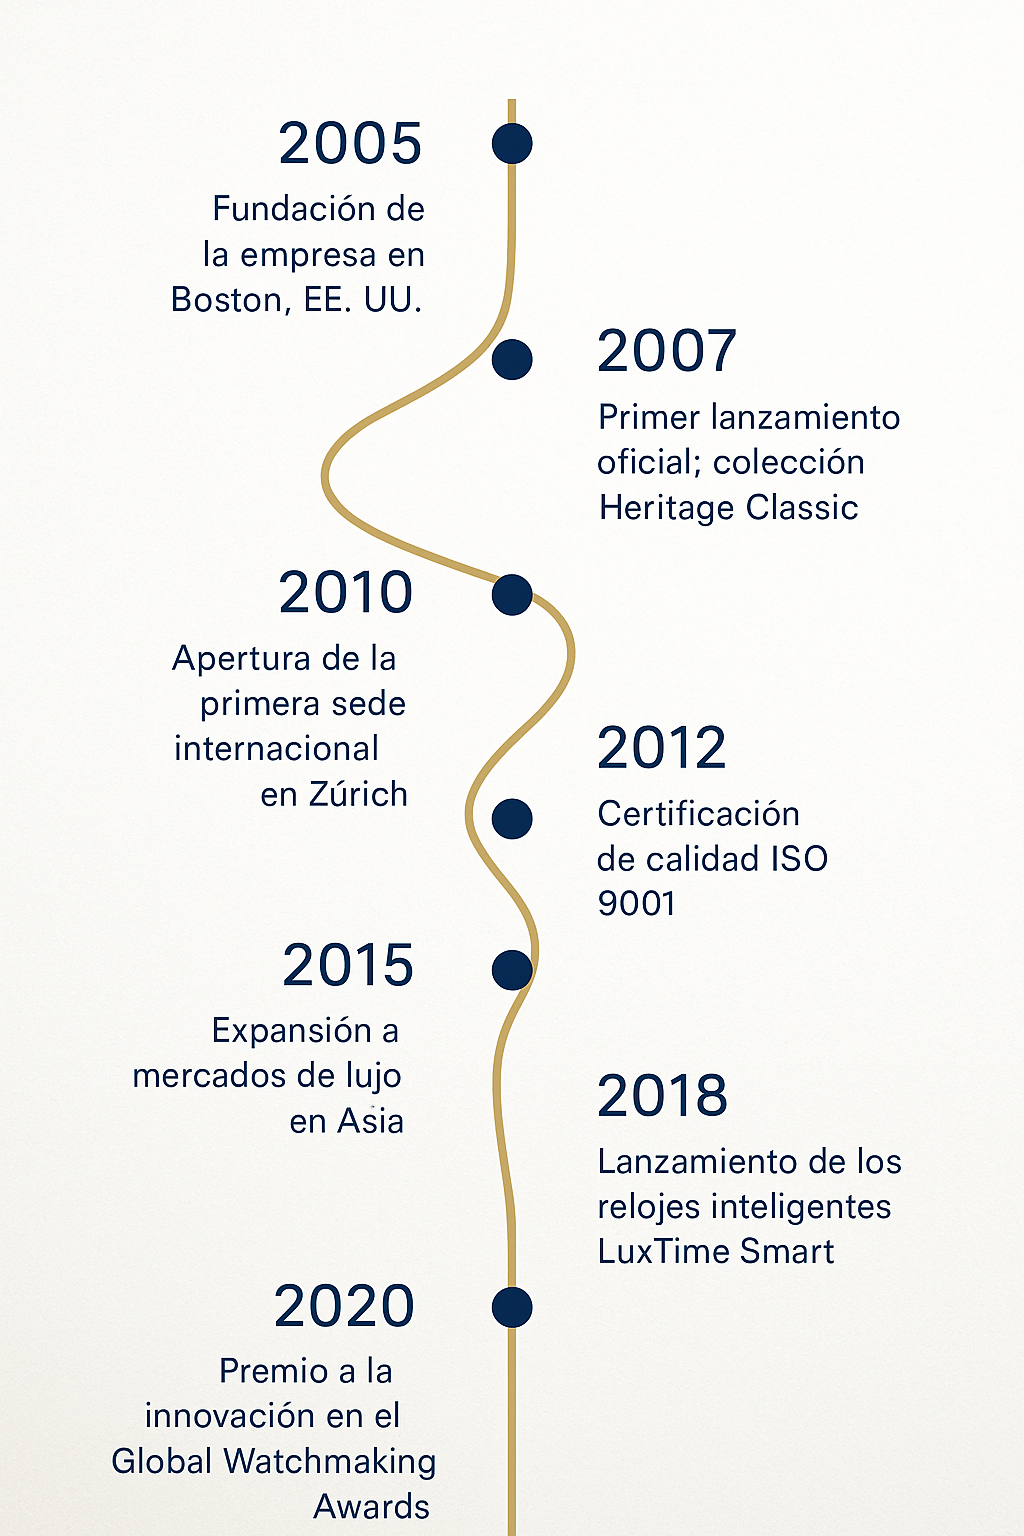 2005
Fundación de
la empresa en
Boston, EE. UU.
2007
Primer lanzamiento
oficial; colección
Heritage Classic
2010
Apertura de la
primera sede
internacional
en Zúrich
2012
Certificación
de calidad ISO
9001
2015
Expansión a
mercados de lujo
en Asia
2018
Lanzamiento de los
relojes inteligentes
LuxTime Smart
2020
Premio a la
innovación en el
Global Watchmaking
Awards